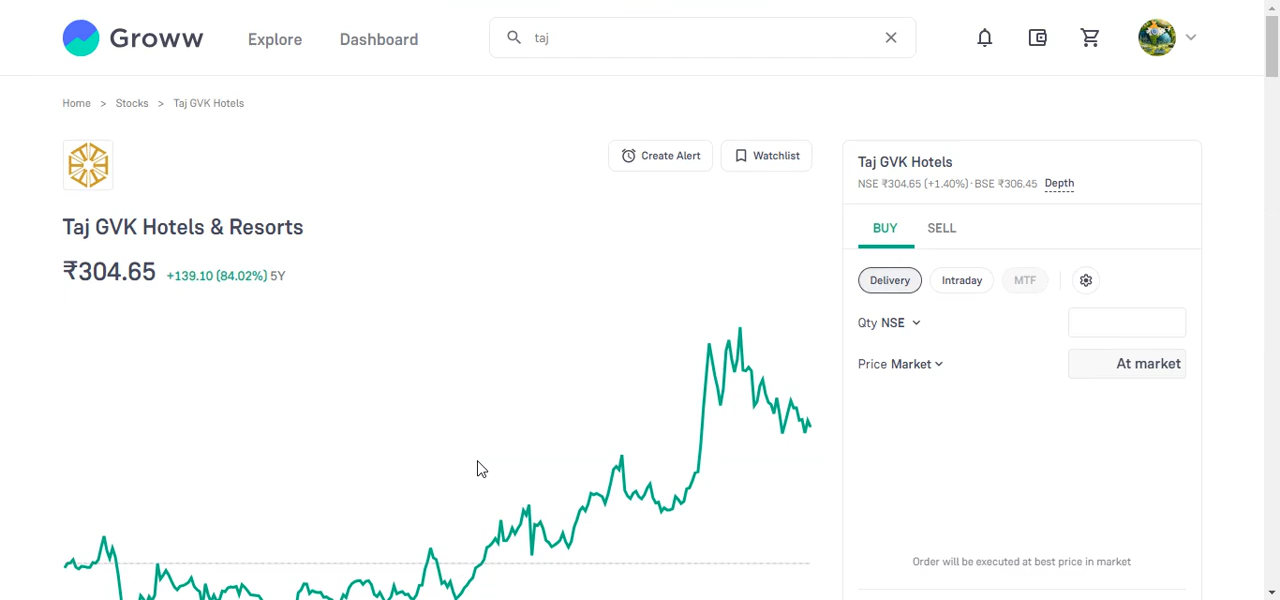 Groww
Explore
Dashboard
taj
Home > Stocks > Taj GVK Hotels
Create Alert
Watchlist
Taj GVK Hotels & Resorts
₹304.65 +139.10 (84.02%) 5Y
Taj GVK Hotels
NSE ₹304.65 (+1.40%) · BSE ₹306.45 Depth
BUY SELL
Delivery Intraday MTF
Qty NSE
Price Market At market
Order will be executed at best price in market